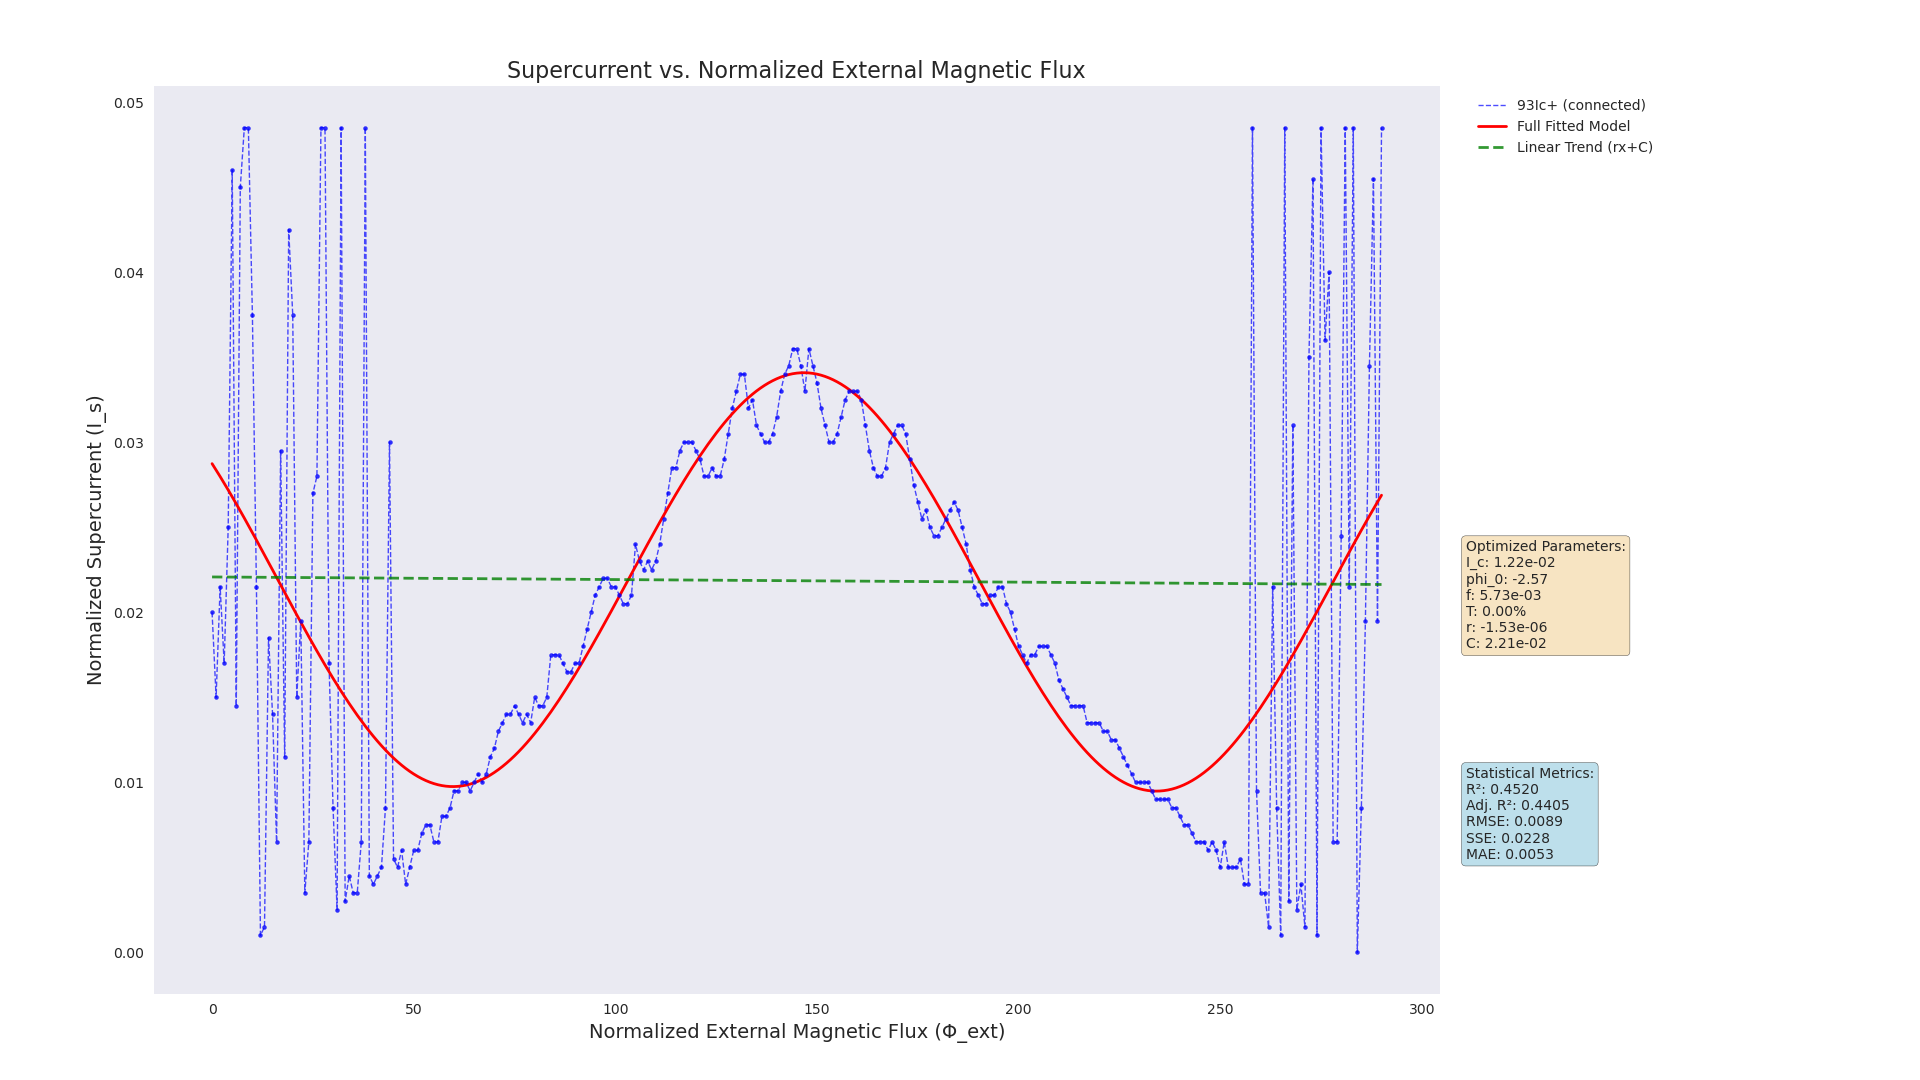 Supercurrent vs. Normalized External Magnetic Flux
0.05
0.04
0.03
0.02
0.01
0.00
Normalized Supercurrent (I_s)
0
50
100
150
200
250
300
Normalized External Magnetic Flux (Φ_ext)
93Ic+ (connected)
Full Fitted Model
Linear Trend (rx+C)
Optimized Parameters:
I_c: 1.22e-02
phi_0: -2.57
f: 5.73e-03
T: 0.00%
r: -1.53e-06
C: 2.21e-02
Statistical Metrics:
R²: 0.4520
Adj. R²: 0.4405
RMSE: 0.0089
SSE: 0.0228
MAE: 0.0053